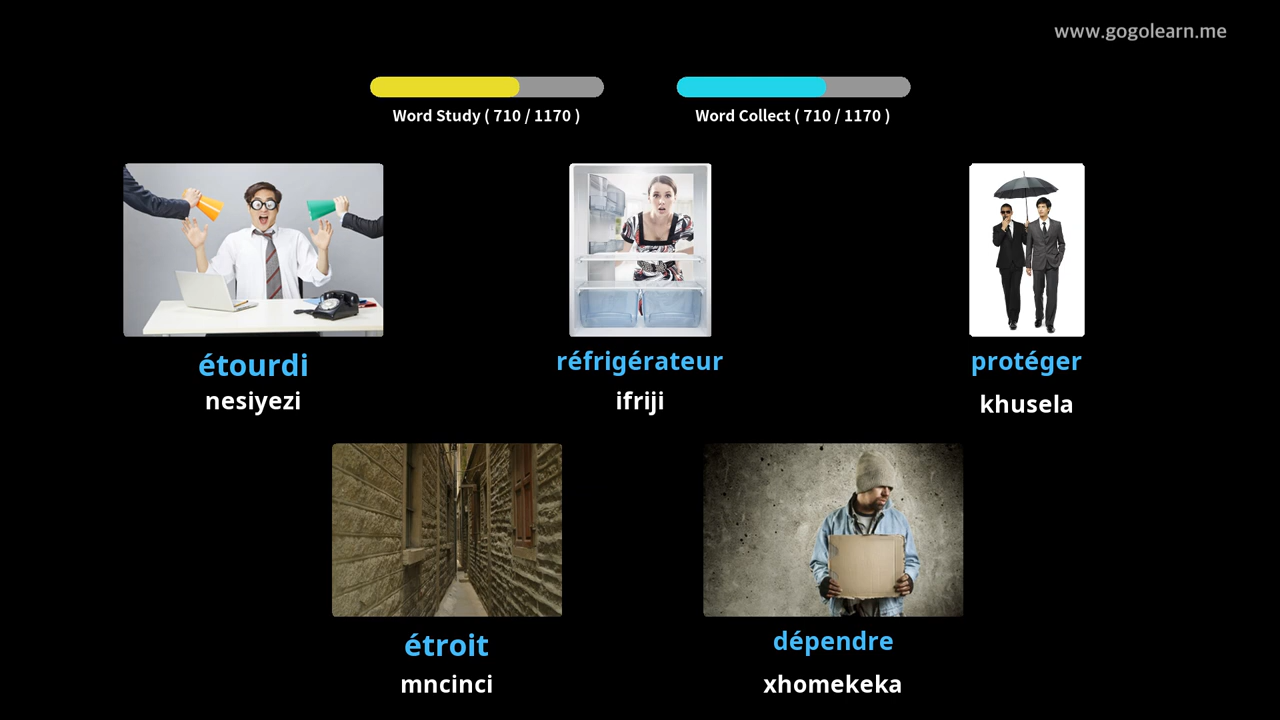 www.gogolearn.me
Word Study ( 710 / 1170 )
Word Collect ( 710 / 1170 )
étourdi
nesiyezi
réfrigérateur
ifriji
protéger
khusela
étroit
mncinci
dépendre
xhomekeka